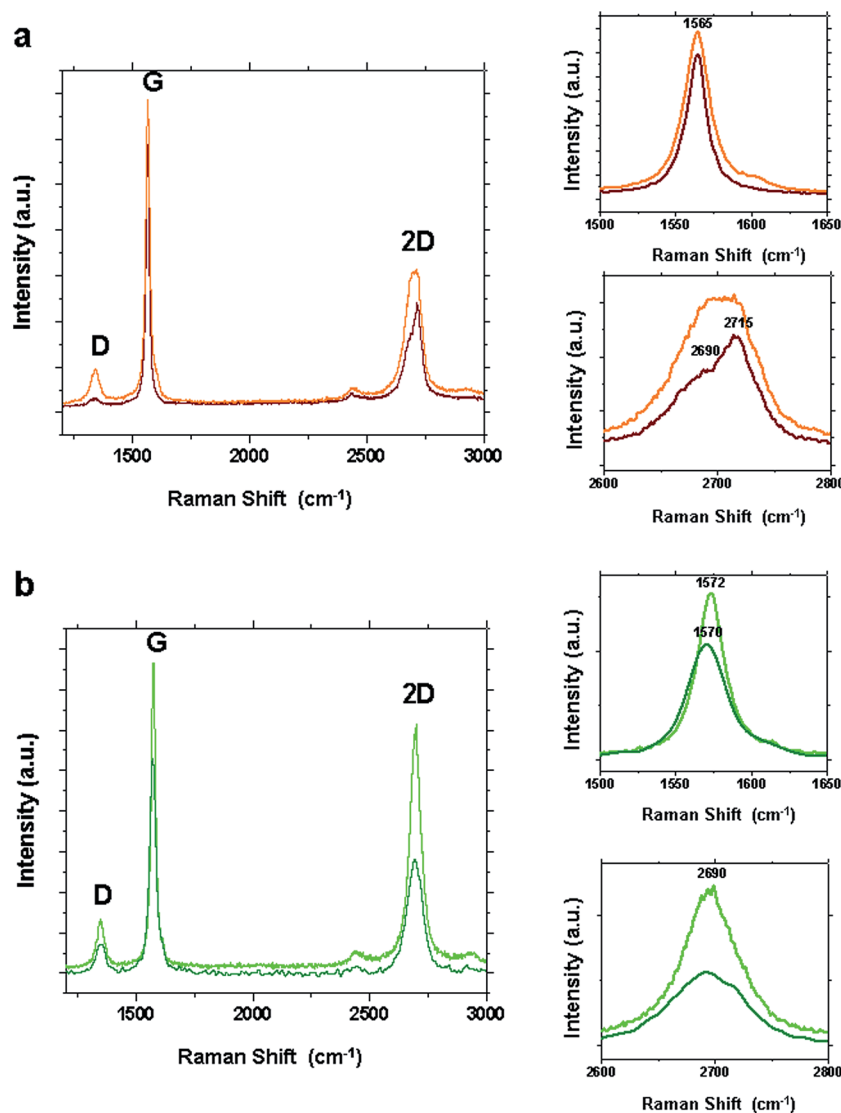 a
G
D
2D
Intensity (a.u.)
1500 2000 2500 3000
Raman Shift (cm-1)
1565
Intensity (a.u.)
1500 1550 1600 1650
Raman Shift (cm-1)
2715
2690
Intensity (a.u.)
2600 2700 2800
Raman Shift (cm-1)
b
G
D
2D
Intensity (a.u.)
1500 2000 2500 3000
Raman Shift (cm-1)
1572
1570
Intensity (a.u.)
1500 1550 1600 1650
Raman Shift (cm-1)
2690
Intensity (a.u.)
2600 2700 2800
Raman Shift (cm-1)